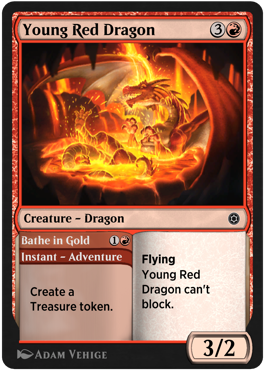 Young Red Dragon 3
Creature – Dragon
Bathe in Gold 1
Instant – Adventure
Create a
Treasure token.
Flying
Young Red
Dragon can't
block.
3/2
ADAM VEHIGE